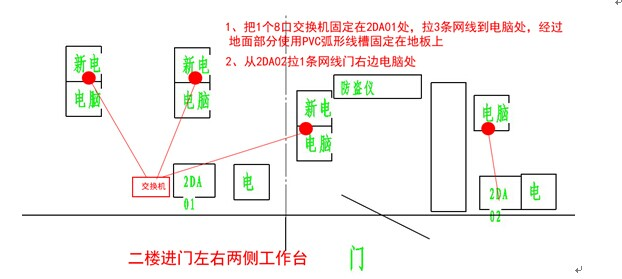 1、把1个8口交换机固定在2DA01处，拉3条网线到电脑处，经过
地面部分使用PVC弧形线槽固定在地板上
2、从2DA02拉1条网线门右边电脑处
新电
电脑
新电
电脑
新电
电脑
防盗仪
电脑
交换机
2DA
01
电
2DA
02
电
二楼进门左右两侧工作台
门